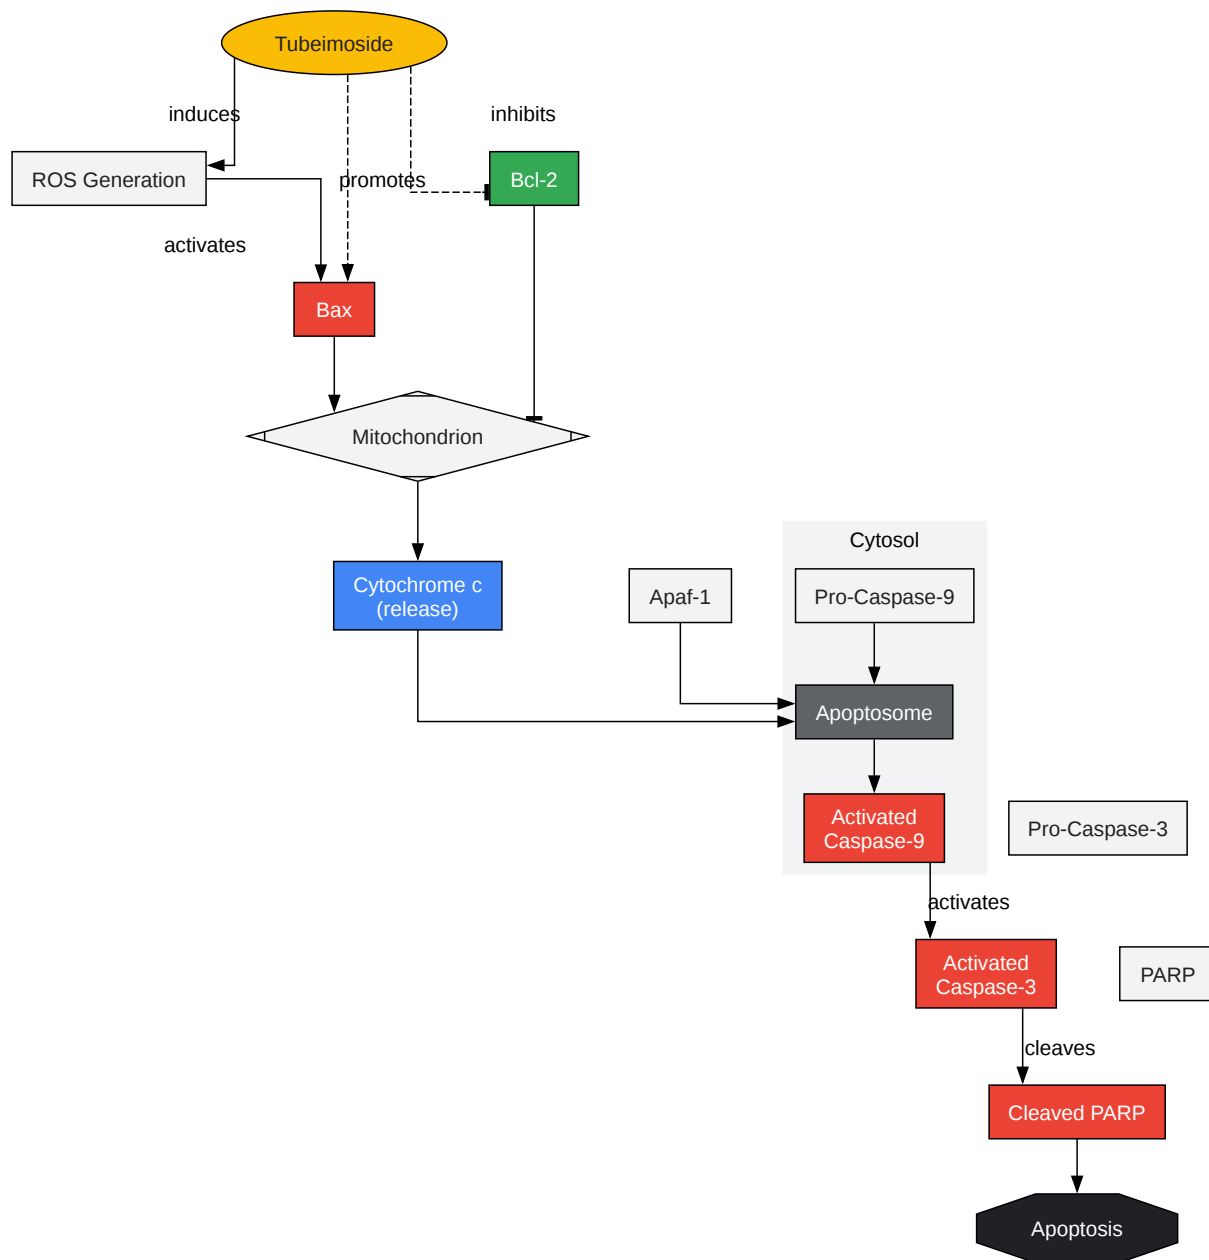 Tubeimoside
induces
inhibits
ROS Generation
promotes
Bcl-2
activates
Bax
Mitochondrion
Cytosol
Cytochrome c
(release)
Apaf-1
Pro-Caspase-9
Apoptosome
Activated
Caspase-9
Pro-Caspase-3
activates
Activated
Caspase-3
PARP
cleaves
Cleaved PARP
Apoptosis